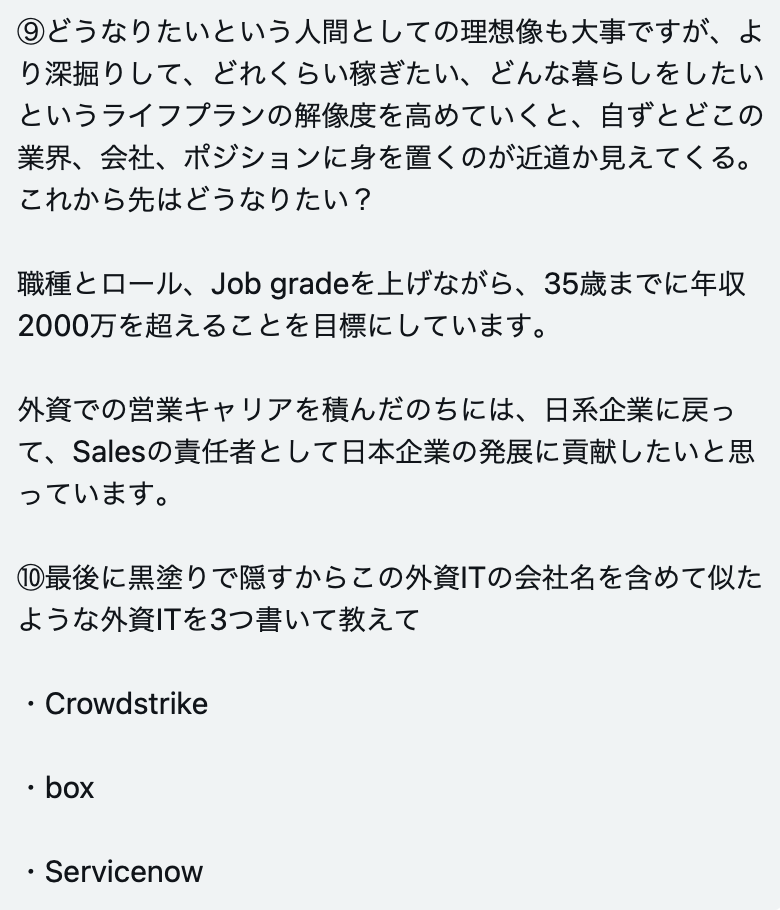 ⑨どうなりたいという人間としての理想像も大事ですが、よ
り深掘りして、どれくらい稼ぎたい、どんな暮らしをしたい
というライフプランの解像度を高めていくと、自ずとどこの
業界、会社、ポジションに身を置くのが近道か見えてくる。
これから先はどうなりたい？
職種とロール、Job gradeを上げながら、35歳までに年収
2000万を超えることを目標にしています。
外資での営業キャリアを積んだのちには、日系企業に戻っ
て、Salesの責任者として日本企業の発展に貢献したいと思
っています。
⑩最後に黒塗りで隠すからこの外資ITの会社名を含めて似た
ような外資ITを3つ書いて教えて
・Crowdstrike
・box
・Servicenow